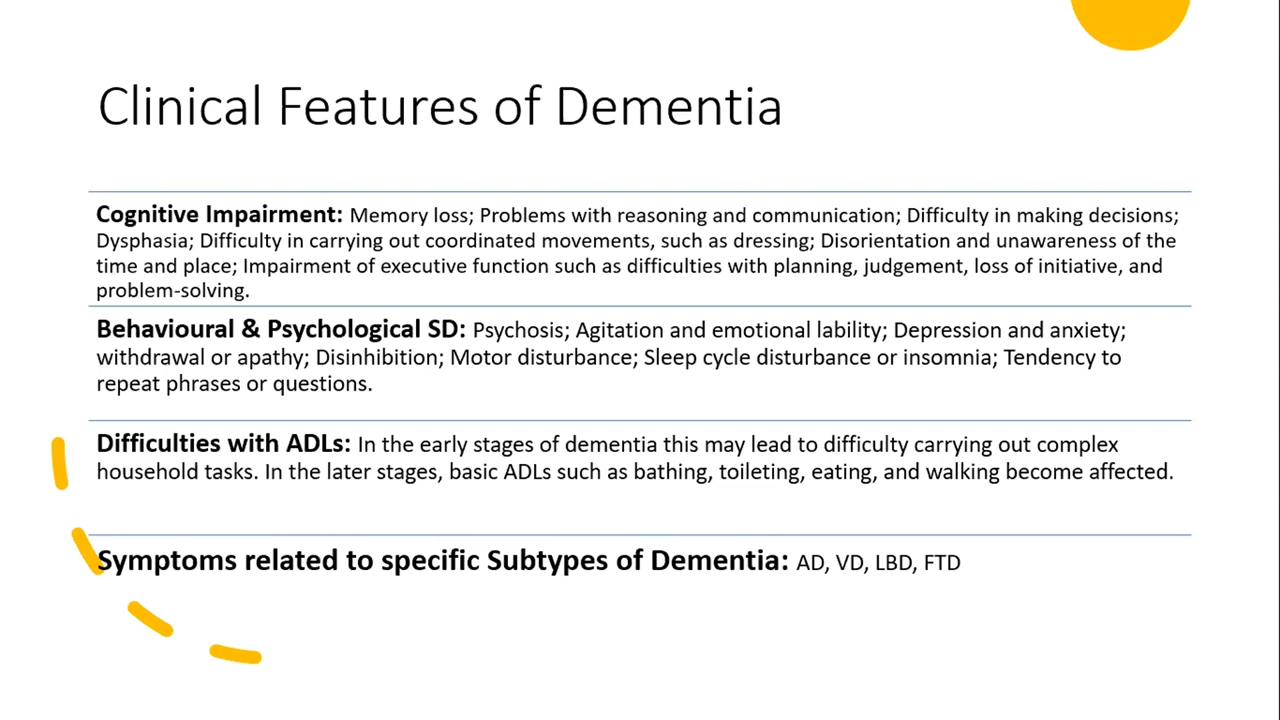 Clinical Features of Dementia
Cognitive Impairment: Memory loss; Problems with reasoning and communication; Difficulty in making decisions;
Dysphasia; Difficulty in carrying out coordinated movements, such as dressing; Disorientation and unawareness of the
time and place; Impairment of executive function such as difficulties with planning, judgement, loss of initiative, and
problem-solving.
Behavioural & Psychological SD: Psychosis; Agitation and emotional lability; Depression and anxiety;
withdrawal or apathy; Disinhibition; Motor disturbance; Sleep cycle disturbance or insomnia; Tendency to
repeat phrases or questions.
Difficulties with ADLs: In the early stages of dementia this may lead to difficulty carrying out complex
household tasks. In the later stages, basic ADLs such as bathing, toileting, eating, and walking become affected.
Symptoms related to specific Subtypes of Dementia: AD, VD, LBD, FTD